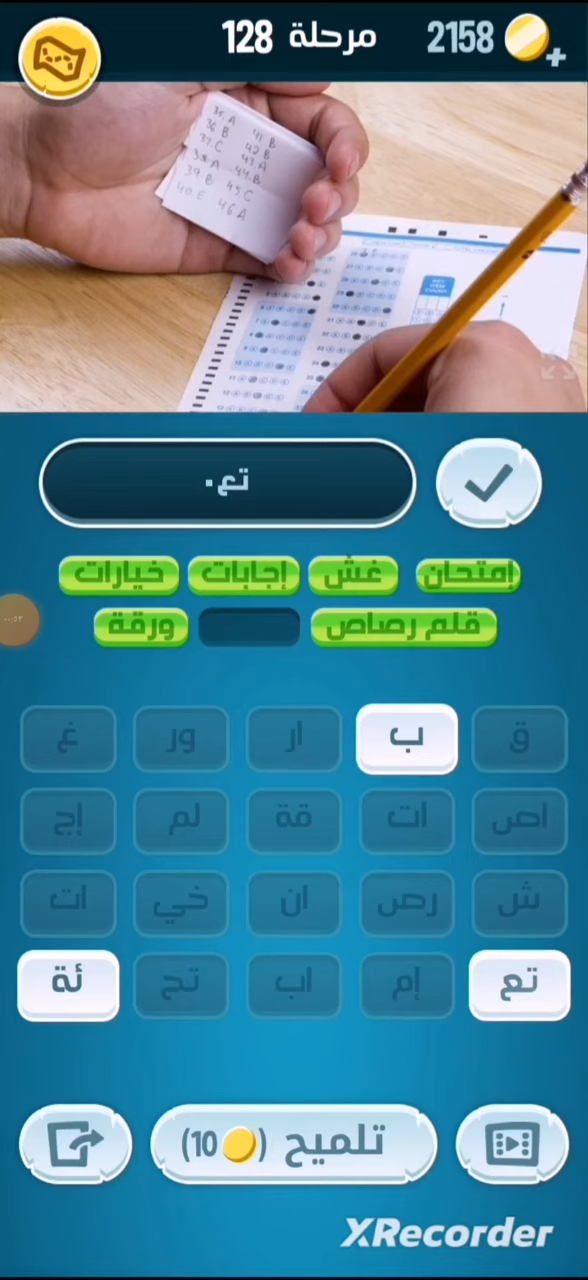 مرحلة 128
2158
+
35. A
36 B
37. C
38. A
39 B
40. E
41 B
42 B
43 A
44. B
45. C
46 A
تع.
إمتحان غش إجابات خيارات
قلم رصاص ورقة
ق ب ار ور غ
اص ات قة لم إج
ش رص ان خي ات
تع إم اب تح ئة
تلميح (10)
XRecorder